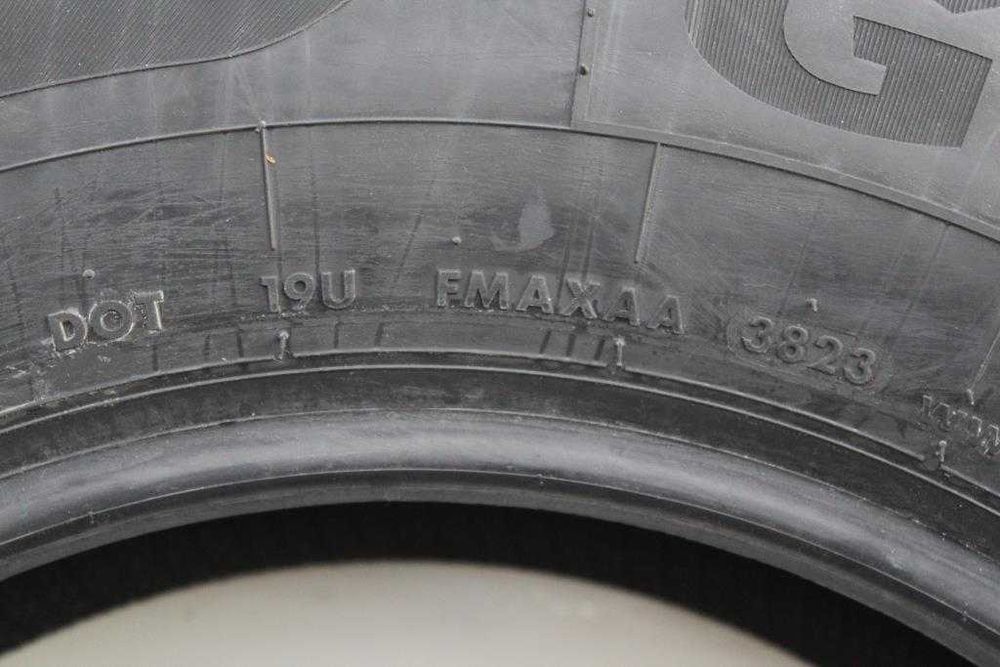 G
DOT 19U FMAXAA 3823